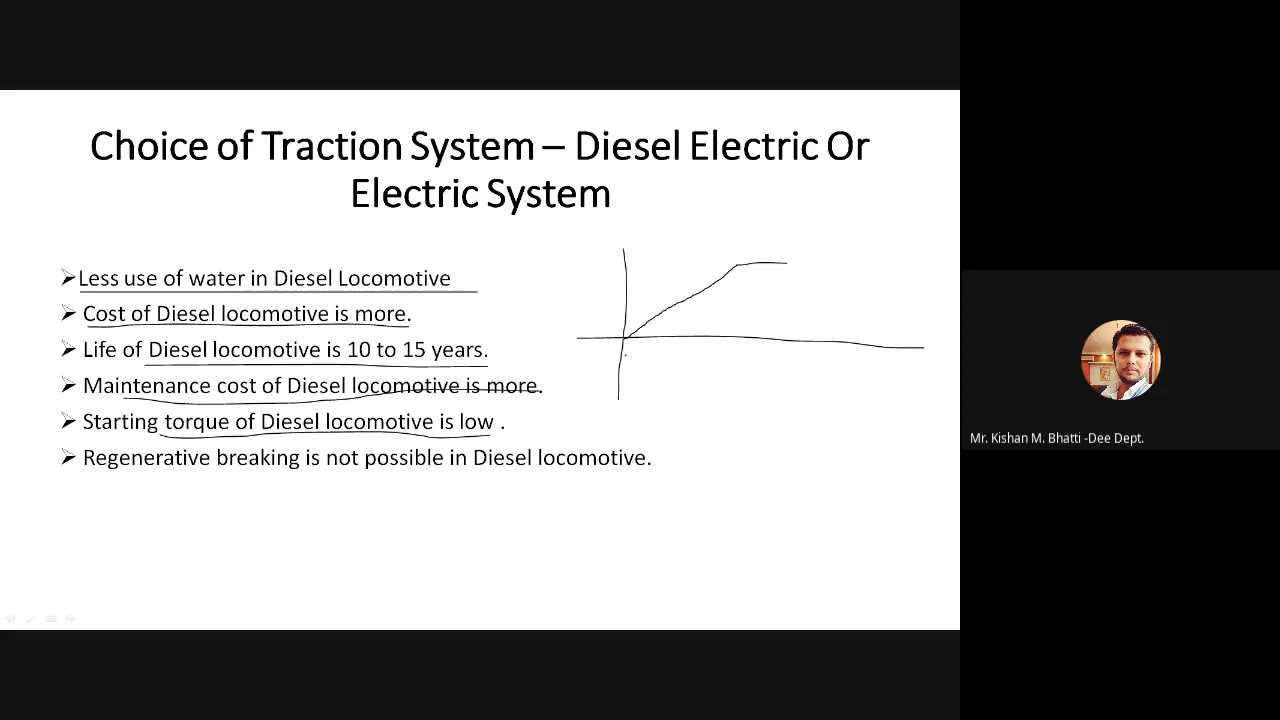 Choice of Traction System – Diesel Electric Or
Electric System
Less use of water in Diesel Locomotive
Cost of Diesel locomotive is more.
Life of Diesel locomotive is 10 to 15 years.
Maintenance cost of Diesel locomotive is more.
Starting torque of Diesel locomotive is low .
Regenerative breaking is not possible in Diesel locomotive.
Mr. Kishan M. Bhatti -Dee Dept.